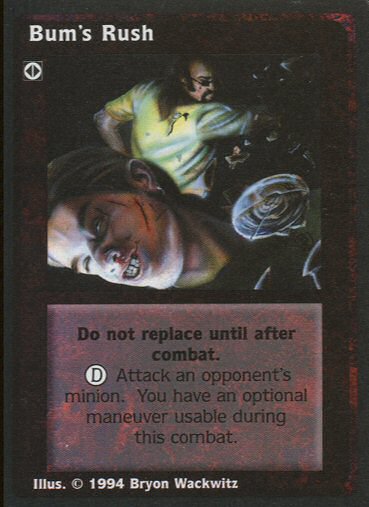 Bum's Rush
Do not replace until after
combat.
D Attack an opponent's
minion. You have an optional
maneuver usable during
this combat.
Illus. © 1994 Bryon Wackwitz